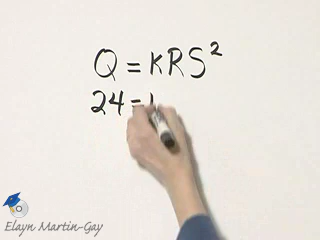 Q = KRS²
24 =
Elayn Martin-Gay